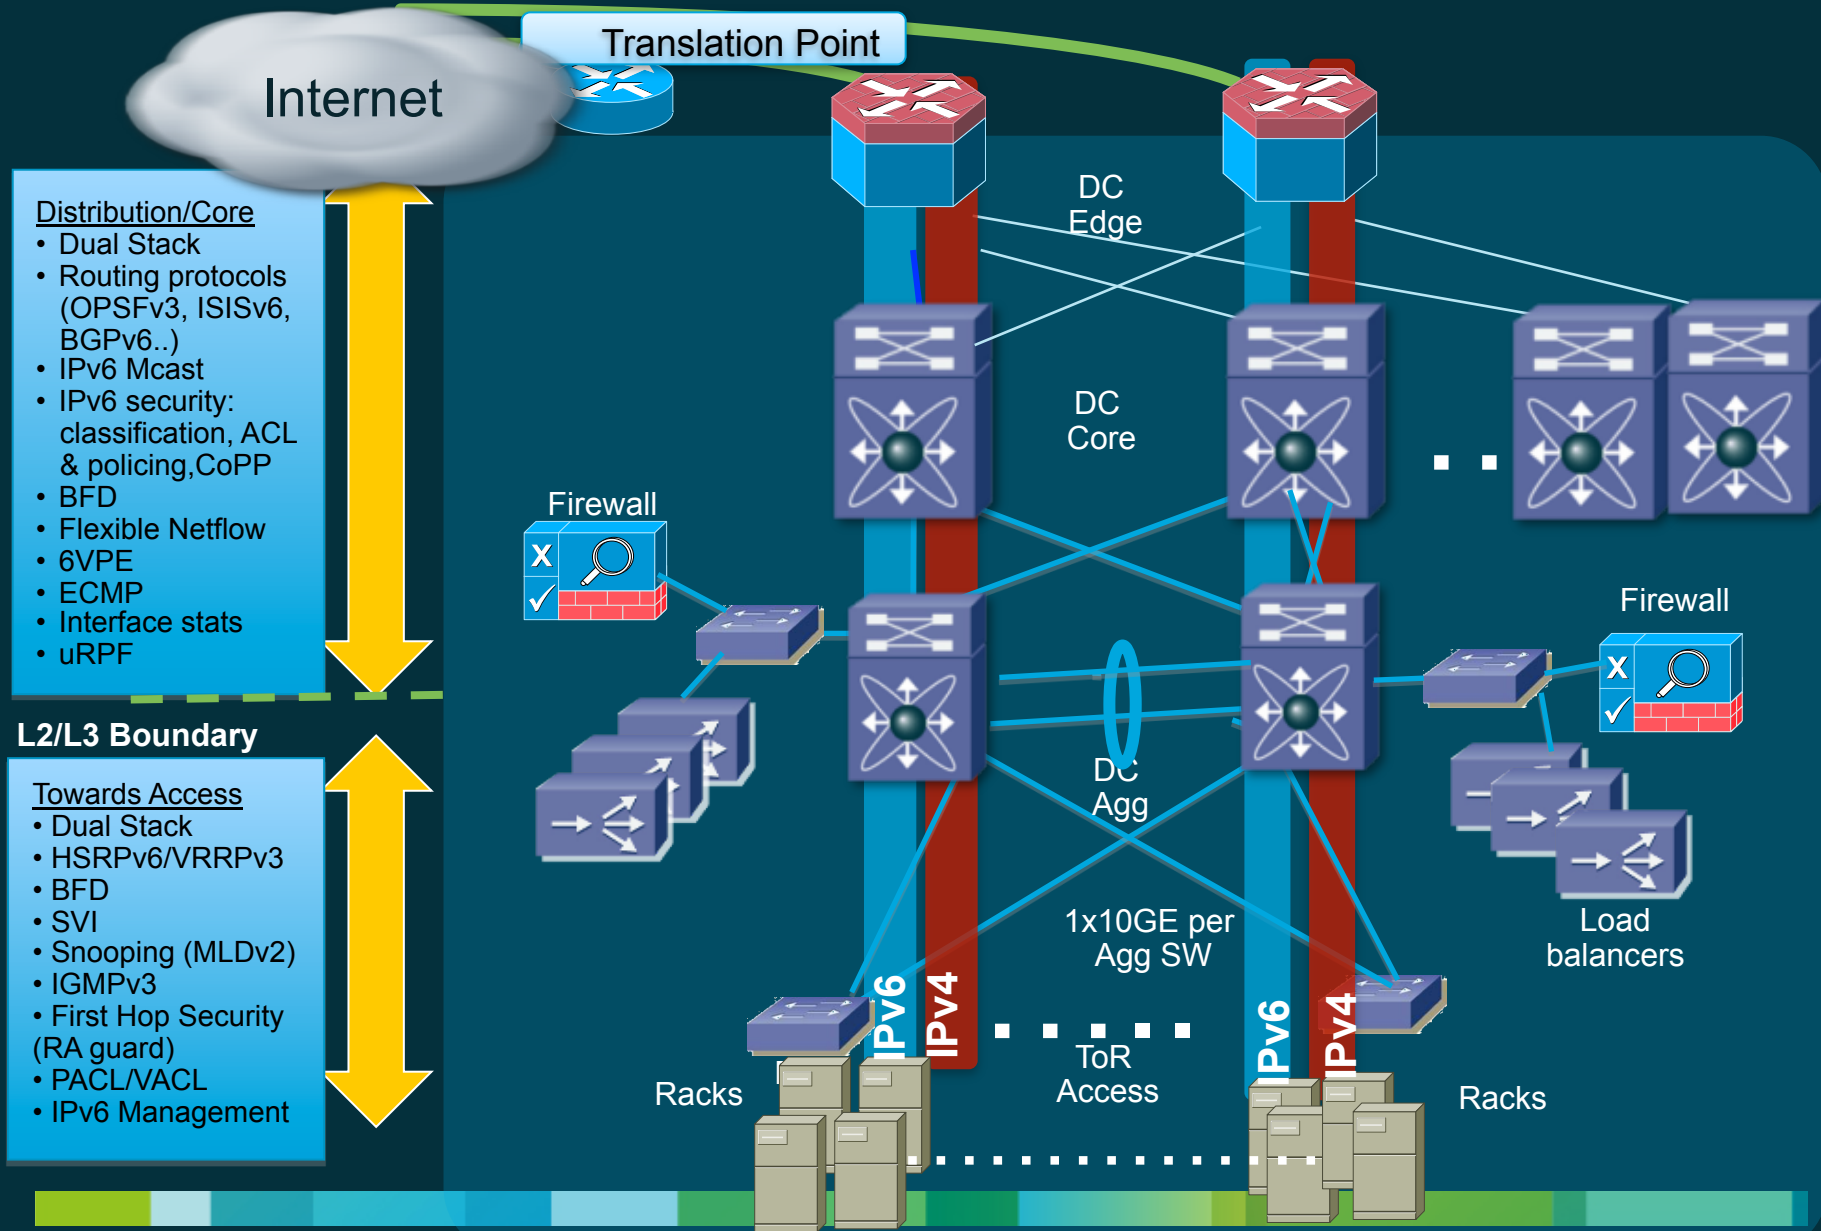 Translation Point
Internet
DC
Edge
Distribution/Core
• Dual Stack
• Routing protocols
(OPSFv3, ISISv6,
BGPv6..)
• IPv6 Mcast
• IPv6 security:
classification, ACL
& policing,CoPP
• BFD
• Flexible Netflow
• 6VPE
• ECMP
• Interface stats
• uRPF
DC
Core
Firewall
X
Firewall
X
L2/L3 Boundary
DC
Agg
Towards Access
• Dual Stack
• HSRPv6/VRRPv3
• BFD
• SVI
• Snooping (MLDv2)
• IGMPv3
• First Hop Security
(RA guard)
• PACL/VACL
• IPv6 Management
1x10GE per
Agg SW
Load
balancers
IPv6
IPv4
IPv6
IPv4
ToR
Access
Racks
Racks